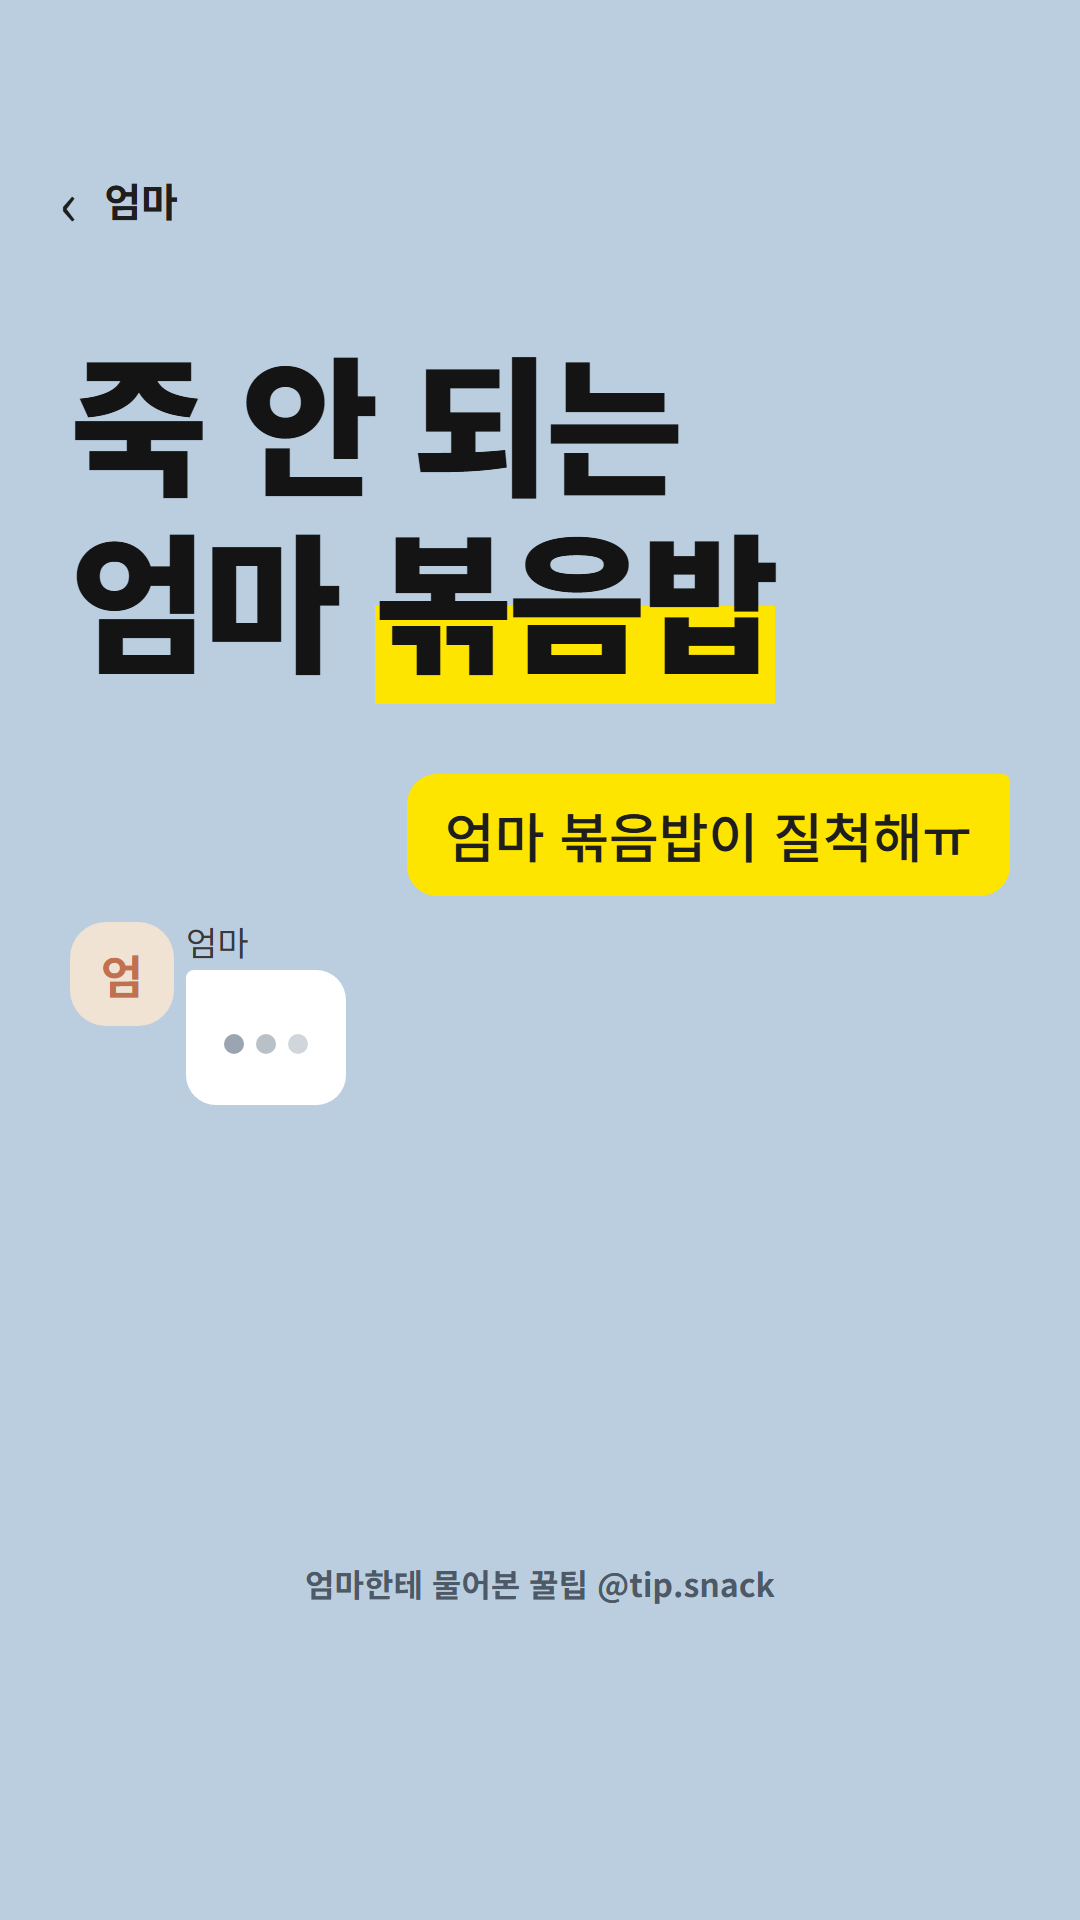 ‹ 엄마
죽 안 되는
엄마 볶음밥
엄마 볶음밥이 질척해ㅠ
엄마
엄
엄마한테 물어본 꿀팁 @tip.snack